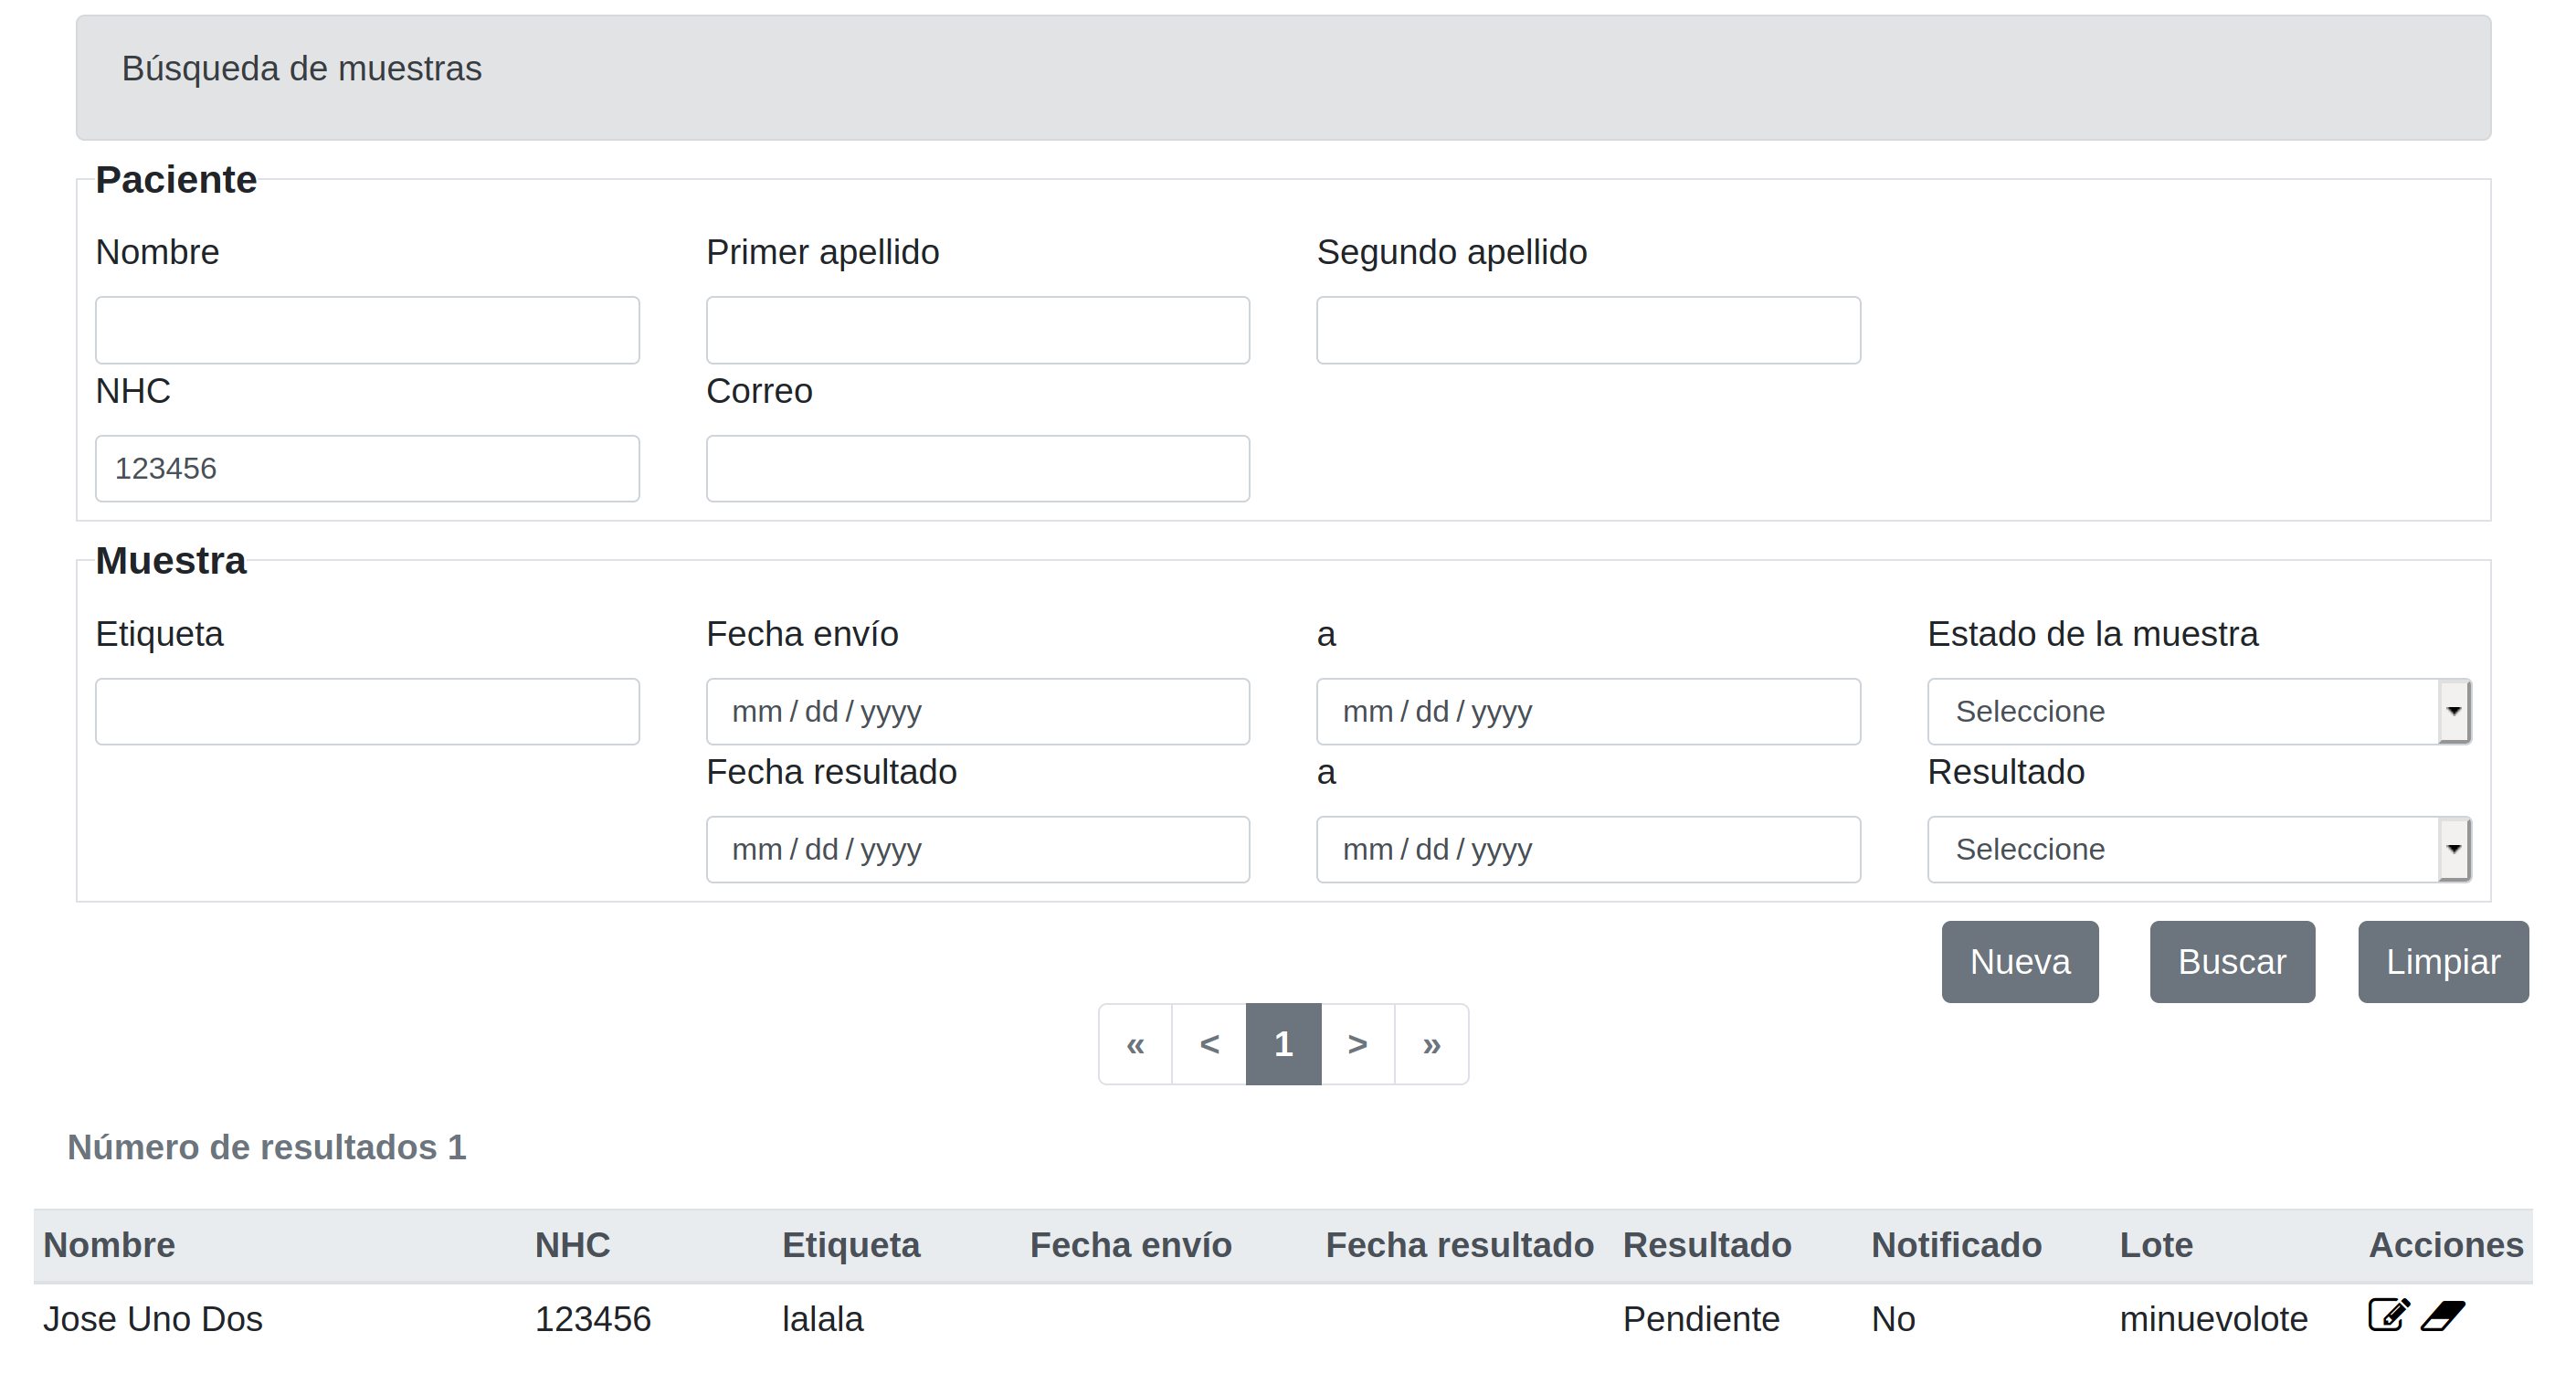 Búsqueda de muestras
Paciente
Nombre Primer apellido Segundo apellido
NHC Correo
123456
Muestra
Etiqueta Fecha envío a Estado de la muestra
mm / dd / yyyy mm / dd / yyyy Seleccione
Fecha resultado a Resultado
mm / dd / yyyy mm / dd / yyyy Seleccione
Nueva Buscar Limpiar
« < 1 > »
Número de resultados 1
Nombre NHC Etiqueta Fecha envío Fecha resultado Resultado Notificado Lote Acciones
Jose Uno Dos 123456 lalala Pendiente No minuevolote